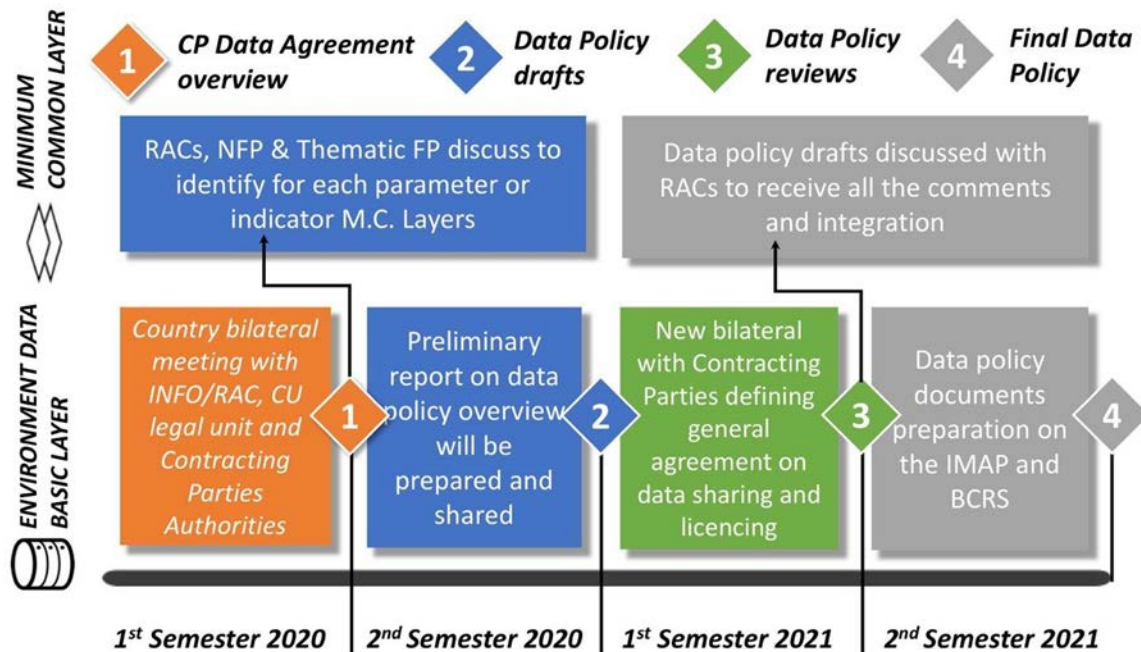 1
CP Data Agreement
overview
2
Data Policy
drafts
3
Data Policy
reviews
4
Final Data
Policy
MINIMUM
COMMON LAYER
RACs, NFP & Thematic FP discuss to
identify for each parameter or
indicator M.C. Layers
Data policy drafts discussed with
RACs to receive all the comments
and integration
ENVIRONMENT DATA
BASIC LAYER
Country bilateral
meeting with
INFO/RAC, CU
legal unit and
Contracting
Parties
Authorities
1
Preliminary
report on data
policy overview
will be
prepared and
shared
2
New bilateral
with Contracting
Parties defining
general
agreement on
data sharing and
licencing
3
Data policy
documents
preparation on
the IMAP and
BCRS
4
1st Semester 2020
2nd Semester 2020
1st Semester 2021
2nd Semester 2021